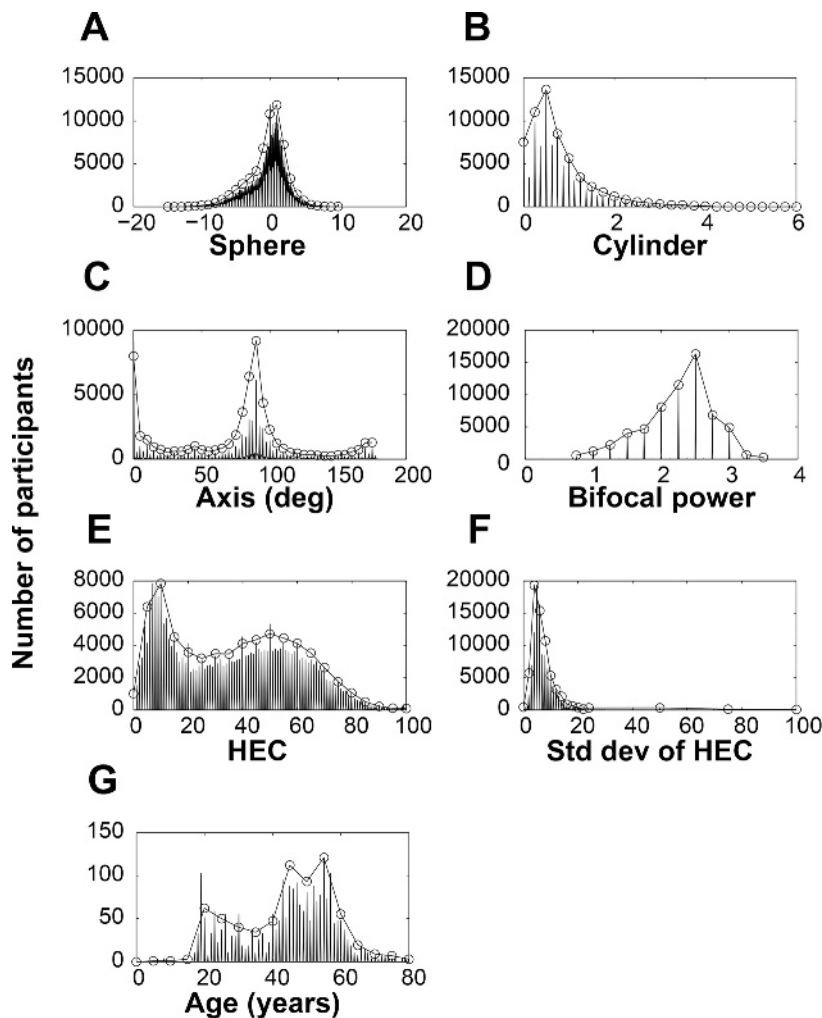 A
15000
10000
5000
0
−20 −10 0 10 20
Sphere
B
15000
10000
5000
0
0 2 4 6
Cylinder
Number of participants
C
10000
5000
0
0 50 100 150 200
Axis (deg)
D
20000
15000
10000
5000
0
0 1 2 3 4
Bifocal power
E
8000
6000
4000
2000
0
0 20 40 60 80 100
HEC
F
20000
15000
10000
5000
0
0 20 40 60 80 100
Std dev of HEC
G
150
100
50
0
0 20 40 60 80
Age (years)